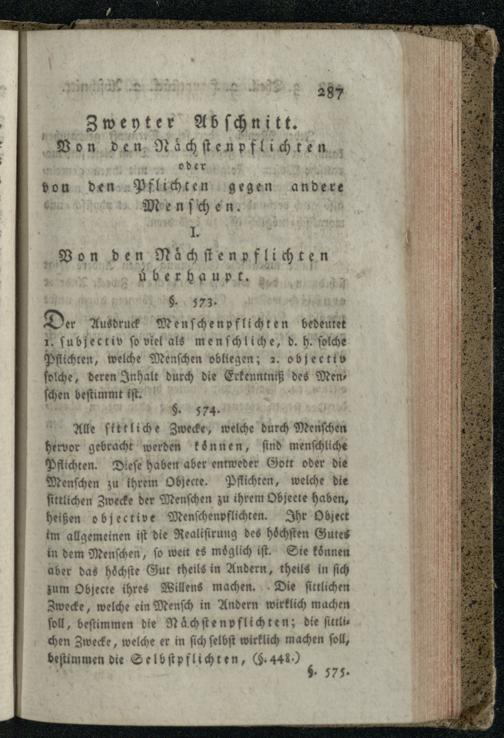 287
Zweyter Abschnitt.
Von den Nächstenpflichten
oder
von den Pflichten gegen andere
Menschen.
I.
Von den Nächstenpflichten
überhaupt.
§. 573.
Der Ausdruck Menschenpflichten bedeutet
1. subjectiv so viel als menschliche, d. h. solche
Pflichten, welche Menschen obliegen; 2. objectiv
solche, deren Inhalt durch die Erkenntniß des Men-
schen bestimmt ist.
§. 574.
Alle sittliche Zwecke, welche durch Menschen
hervor gebracht werden können, sind menschliche
Pflichten. Diese haben aber entweder Gott oder die
Menschen zu ihrem Objecte. Pflichten, welche die
sittlichen Zwecke der Menschen zu ihrem Objecte haben,
heißen objective Menschenpflichten. Ihr Object
im allgemeinen ist die Realisirung des höchsten Gutes
in dem Menschen, so weit es möglich ist. Sie können
aber das höchste Gut theils in Andern, theils in sich
zum Objecte ihres Willens machen. Die sittlichen
Zwecke, welche ein Mensch in Andern wirklich machen
soll, bestimmen die Nächstenpflichten; die sittli-
chen Zwecke, welche er in sich selbst wirklich machen soll,
bestimmen die Selbstpflichten, (§. 448.)
§. 575.